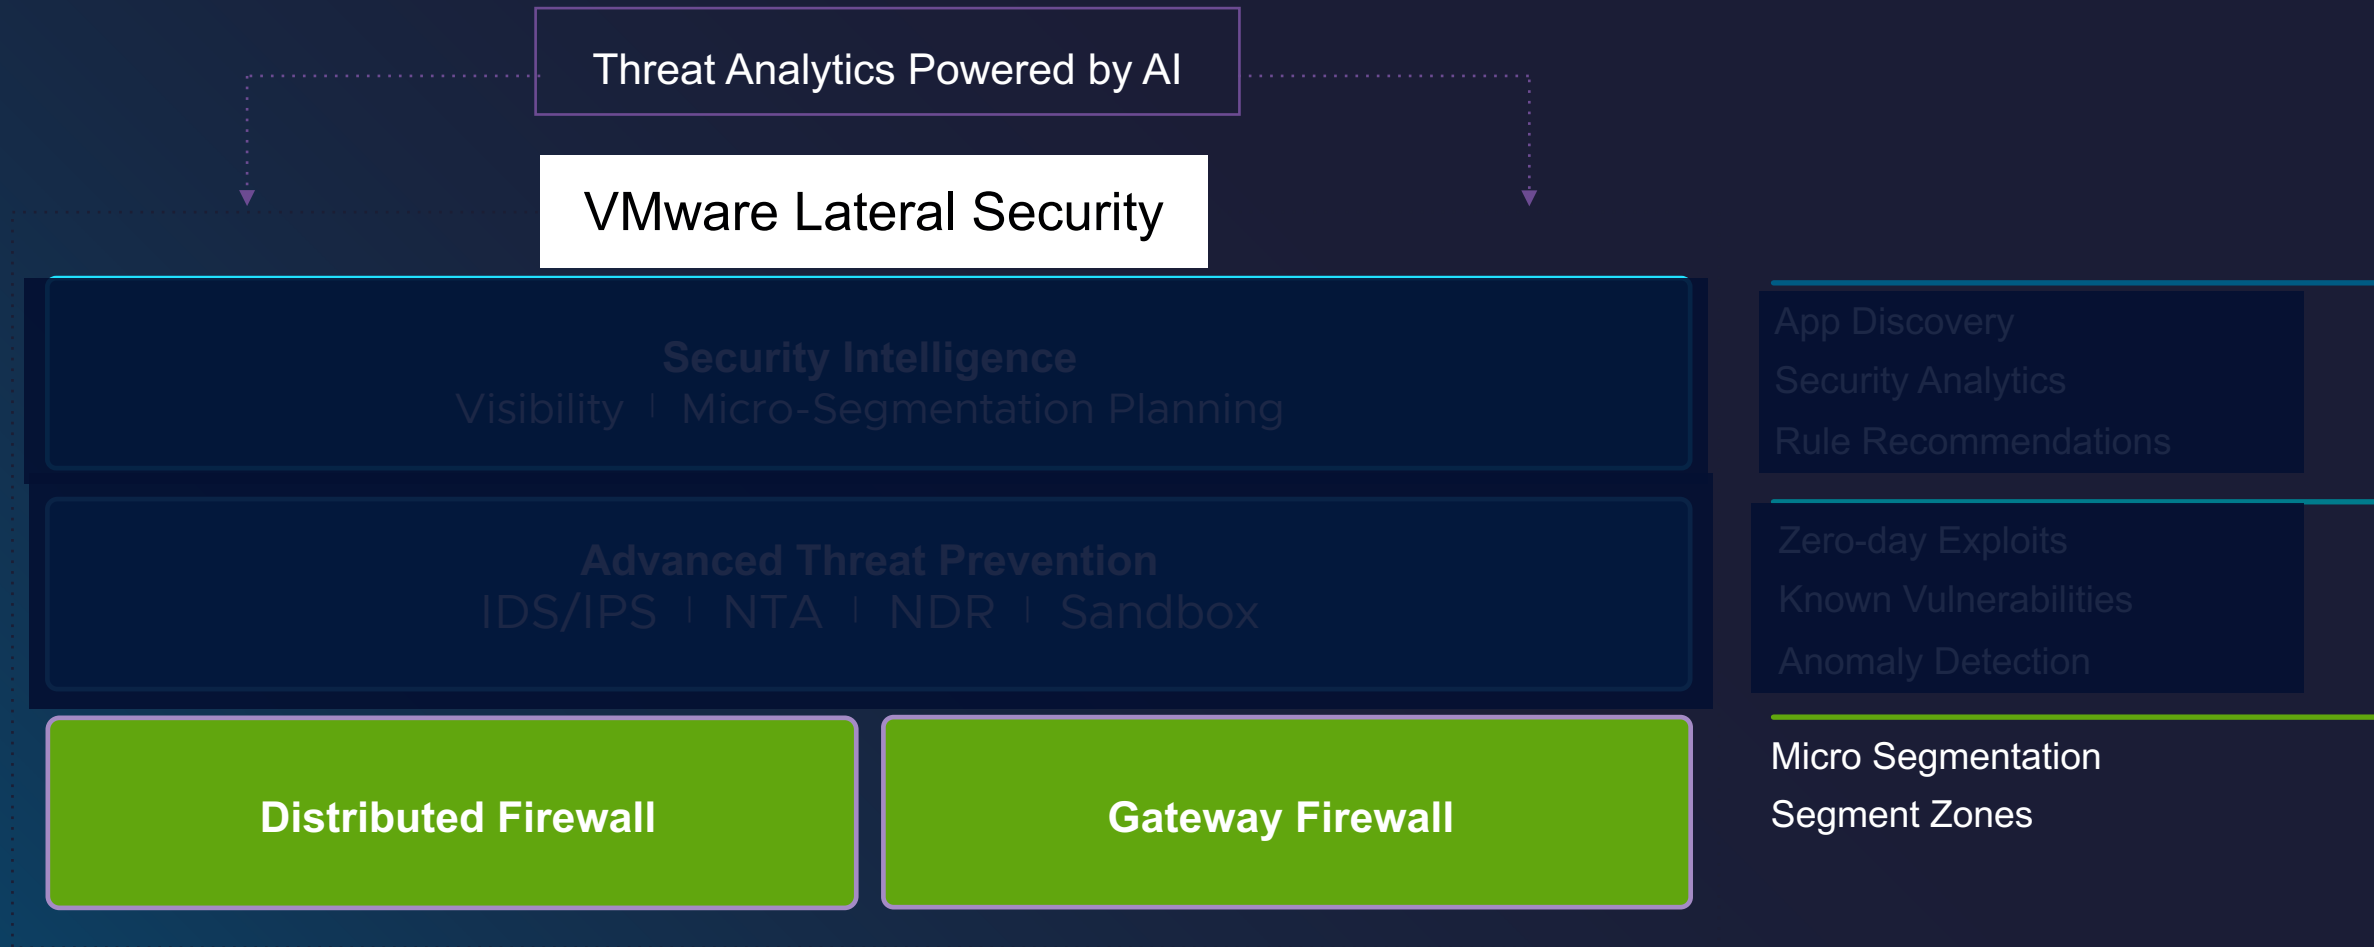 Threat Analytics Powered by AI
VMware Lateral Security
Security Intelligence
Visibility | Micro-Segmentation Planning
App Discovery
Security Analytics
Rule Recommendations
Advanced Threat Prevention
IDS/IPS | NTA | NDR | Sandbox
Zero-day Exploits
Known Vulnerabilities
Anomaly Detection
Distributed Firewall
Gateway Firewall
Micro Segmentation
Segment Zones